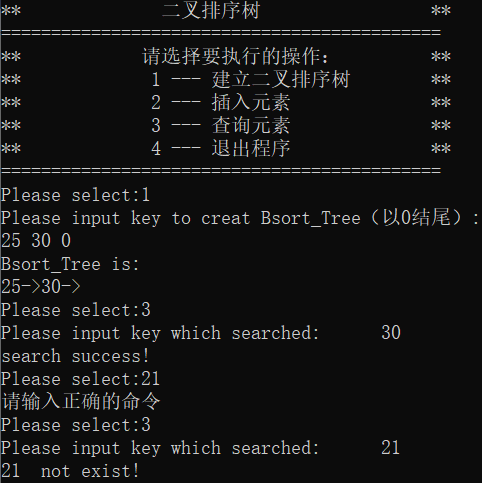 **              二叉排序树                 **
============================================
**            请选择要执行的操作:          **
**             1 --- 建立二叉排序树        **
**             2 --- 插入元素              **
**             3 --- 查询元素              **
**             4 --- 退出程序              **
============================================
Please select:1
Please input key to creat Bsort_Tree（以0结尾）:
25 30 0
Bsort_Tree is:
25->30->
Please select:3
Please input key which searched:      30
search success!
Please select:21
请输入正确的命令
Please select:3
Please input key which searched:      21
21  not exist!